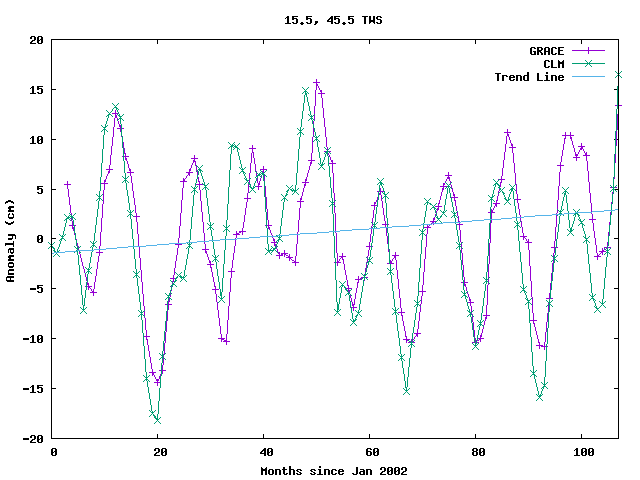 15.5, 45.5 TWS
GRACE
CLM
Trend Line
20
15
10
5
0
-5
-10
-15
-20
Anomaly (cm)
0 20 40 60 80 100
Months since Jan 2002